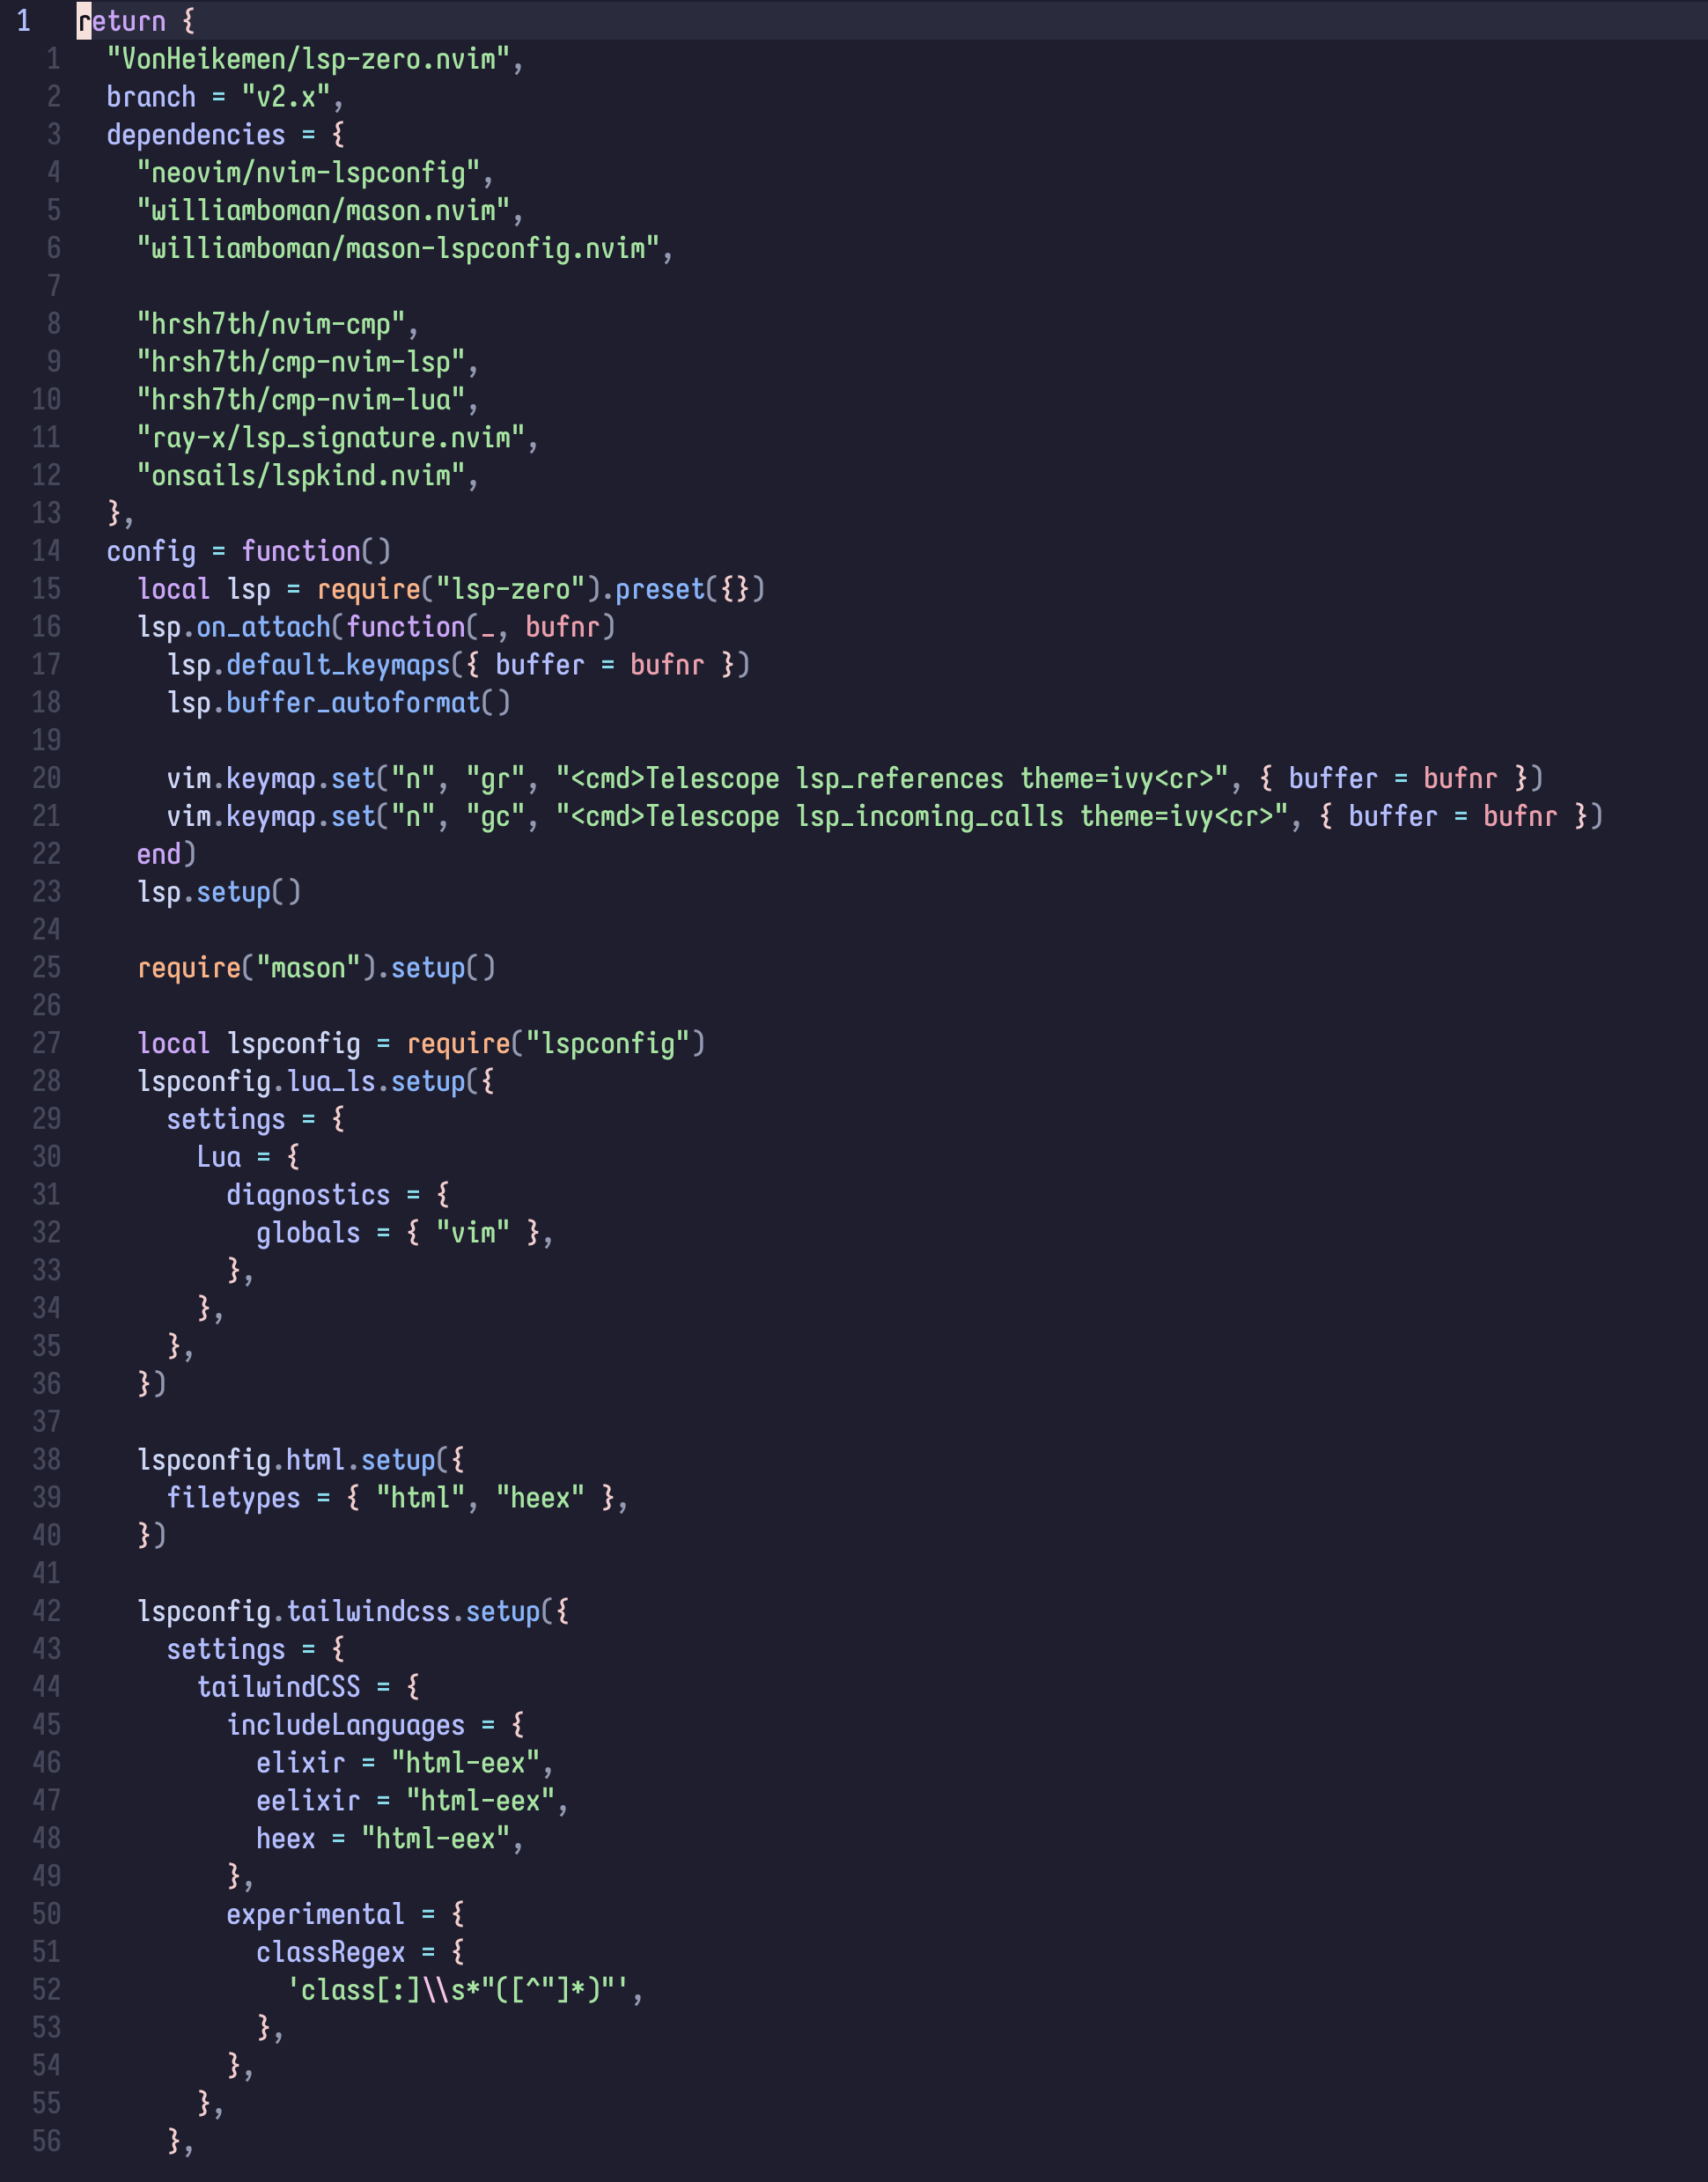 1 return {
1 "VonHeikemen/lsp-zero.nvim",
2 branch = "v2.x",
3 dependencies = {
4 "neovim/nvim-lspconfig",
5 "williamboman/mason.nvim",
6 "williamboman/mason-lspconfig.nvim",
7
8 "hrsh7th/nvim-cmp",
9 "hrsh7th/cmp-nvim-lsp",
10 "hrsh7th/cmp-nvim-lua",
11 "ray-x/lsp_signature.nvim",
12 "onsails/lspkind.nvim",
13 },
14 config = function()
15 local lsp = require("lsp-zero").preset({})
16 lsp.on_attach(function(_, bufnr)
17 lsp.default_keymaps({ buffer = bufnr })
18 lsp.buffer_autoformat()
19
20 vim.keymap.set("n", "gr", "<cmd>Telescope lsp_references theme=ivy<cr>", { buffer = bufnr })
21 vim.keymap.set("n", "gc", "<cmd>Telescope lsp_incoming_calls theme=ivy<cr>", { buffer = bufnr })
22 end)
23 lsp.setup()
24
25 require("mason").setup()
26
27 local lspconfig = require("lspconfig")
28 lspconfig.lua_ls.setup({
29 settings = {
30 Lua = {
31 diagnostics = {
32 globals = { "vim" },
33 },
34 },
35 },
36 })
37
38 lspconfig.html.setup({
39 filetypes = { "html", "heex" },
40 })
41
42 lspconfig.tailwindcss.setup({
43 settings = {
44 tailwindCSS = {
45 includeLanguages = {
46 elixir = "html-eex",
47 eelixir = "html-eex",
48 heex = "html-eex",
49 },
50 experimental = {
51 classRegex = {
52 'class[:]\\s*"([^"]*)"',
53 },
54 },
55 },
56 },